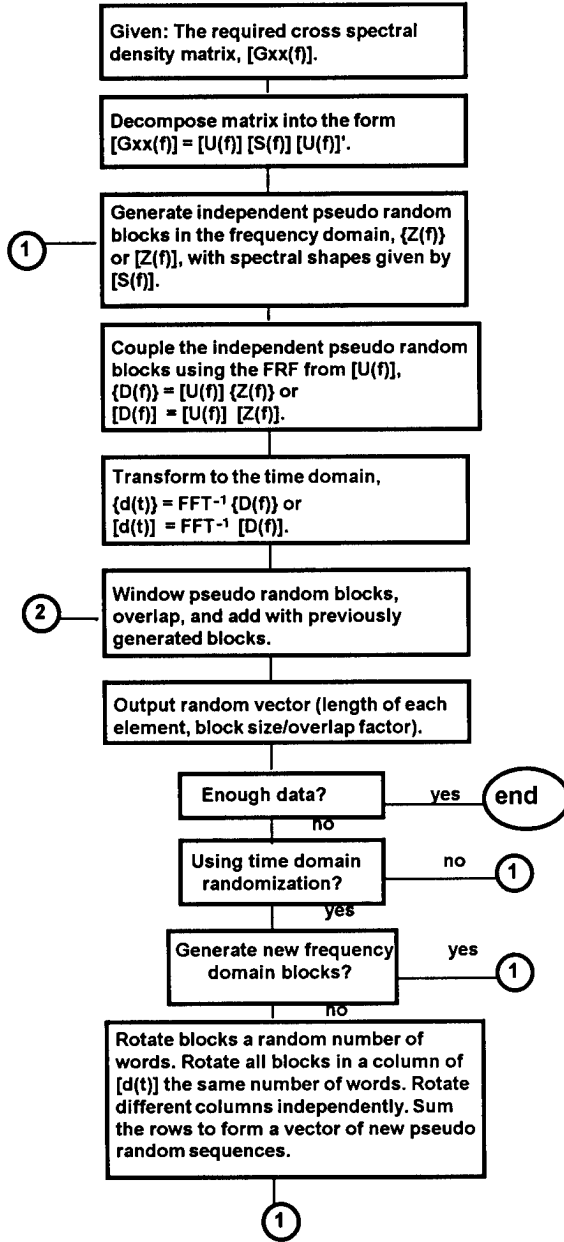 Given: The required cross spectral
density matrix, [Gxx(f)].
Decompose matrix into the form
[Gxx(f)] = [U(f)] [S(f)] [U(f)]'.
Generate independent pseudo random
blocks in the frequency domain, {Z(f)}
or [Z(f)], with spectral shapes given by
[S(f)].
1
Couple the independent pseudo random
blocks using the FRF from [U(f)],
{D(f)} = [U(f)] {Z(f)} or
[D(f)] = [U(f)] [Z(f)].
Transform to the time domain,
{d(t)} = FFT⁻¹ {D(f)} or
[d(t)] = FFT⁻¹ [D(f)].
Window pseudo random blocks,
overlap, and add with previously
generated blocks.
2
Output random vector (length of each
element, block size/overlap factor).
Enough data?
yes
end
no
Using time domain
randomization?
no
1
yes
Generate new frequency
domain blocks?
yes
1
no
Rotate blocks a random number of
words. Rotate all blocks in a column of
[d(t)] the same number of words. Rotate
different columns independently. Sum
the rows to form a vector of new pseudo
random sequences.
1